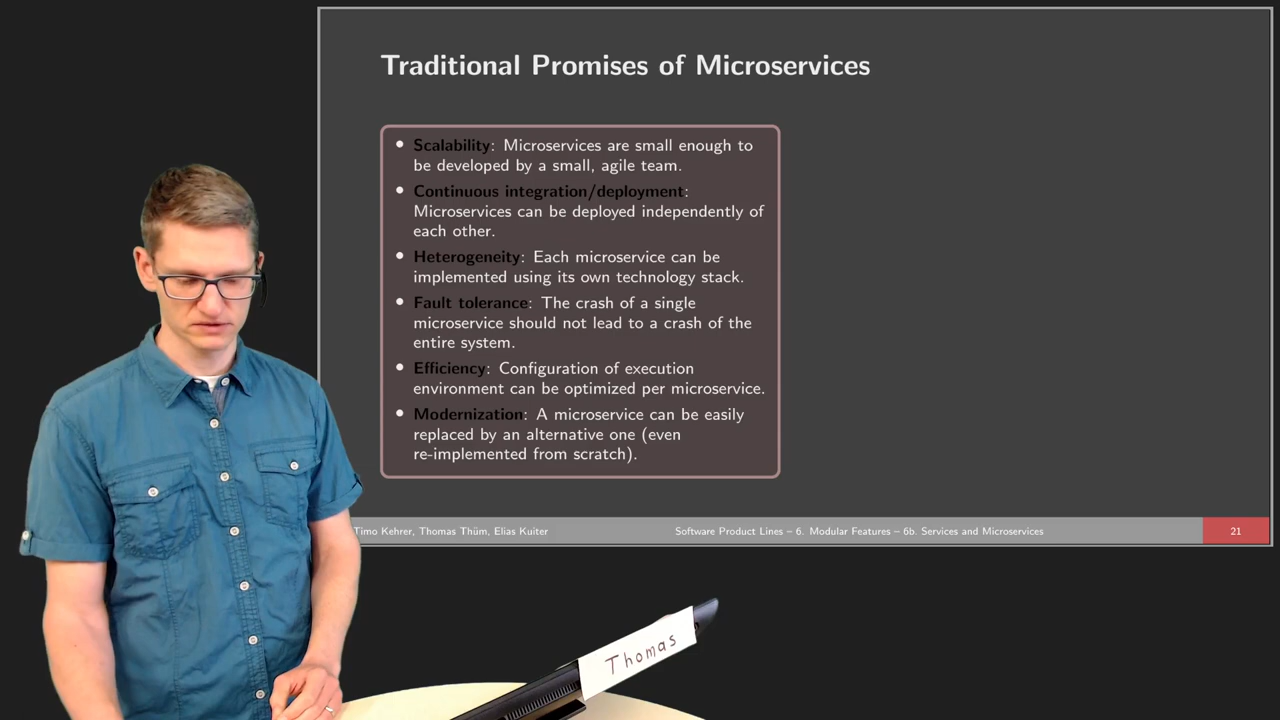 Traditional Promises of Microservices
• Scalability: Microservices are small enough to
be developed by a small, agile team.
• Continuous integration/deployment:
Microservices can be deployed independently of
each other.
• Heterogeneity: Each microservice can be
implemented using its own technology stack.
• Fault tolerance: The crash of a single
microservice should not lead to a crash of the
entire system.
• Efficiency: Configuration of execution
environment can be optimized per microservice.
• Modernization: A microservice can be easily
replaced by an alternative one (even
re-implemented from scratch).
Timo Kehrer, Thomas Thüm, Elias Kuiter
Software Product Lines – 6. Modular Features – 6b. Services and Microservices
21
Thomas